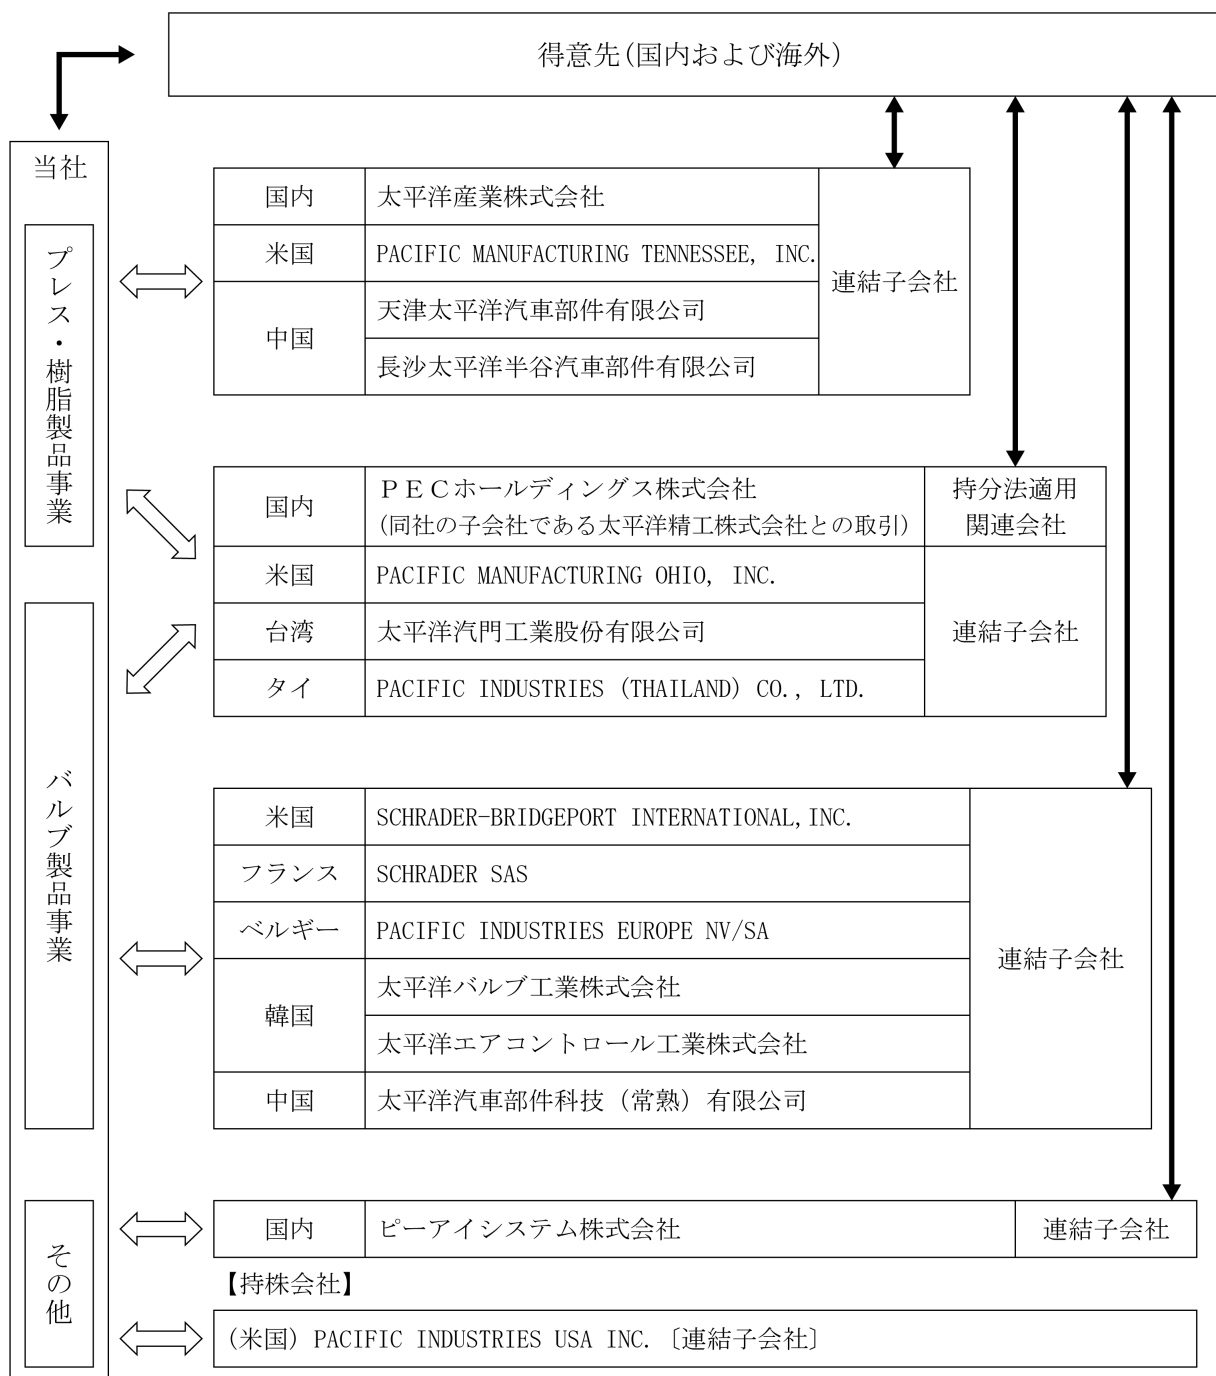 得意先(国内および海外)
当社
プレス・樹脂製品事業
国内
太平洋産業株式会社
米国
PACIFIC MANUFACTURING TENNESSEE, INC.
中国
天津太平洋汽車部件有限公司
長沙太平洋半谷汽車部件有限公司
連結子会社
国内
PECホールディングス株式会社
(同社の子会社である太平洋精工株式会社との取引)
持分法適用
関連会社
米国
PACIFIC MANUFACTURING OHIO, INC.
台湾
太平洋汽門工業股份有限公司
タイ
PACIFIC INDUSTRIES (THAILAND) CO., LTD.
連結子会社
バルブ製品事業
米国
SCHRADER-BRIDGEPORT INTERNATIONAL,INC.
フランス
SCHRADER SAS
ベルギー
PACIFIC INDUSTRIES EUROPE NV/SA
韓国
太平洋バルブ工業株式会社
太平洋エアコントロール工業株式会社
中国
太平洋汽車部件科技（常熟）有限公司
連結子会社
その他
国内
ピーアイシステム株式会社
連結子会社
【持株会社】
(米国) PACIFIC INDUSTRIES USA INC.〔連結子会社〕